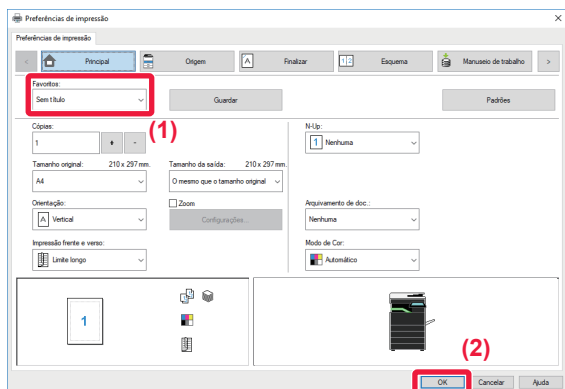 Preferências de impressão
Preferências de impressão
Principal
Origem
A
Finalizar
1 2
Esquema
Manuseio de trabalho
Favoritos:
Sem título
Guardar
Padrões
(1)
Cópias:
1
+ -
N-Up:
1 Nenhuma
Tamanho original: 210 x 297 mm.
A4
Tamanho da saída: 210 x 297 mm.
O mesmo que o tamanho original
Orientação:
A Vertical
Zoom
Configurações...
Arquivamento de doc.:
Nenhuma
Impressão frente e verso:
Limite longo
Modo de Cor:
Automático
1
(2)
OK
Cancelar
Ajuda